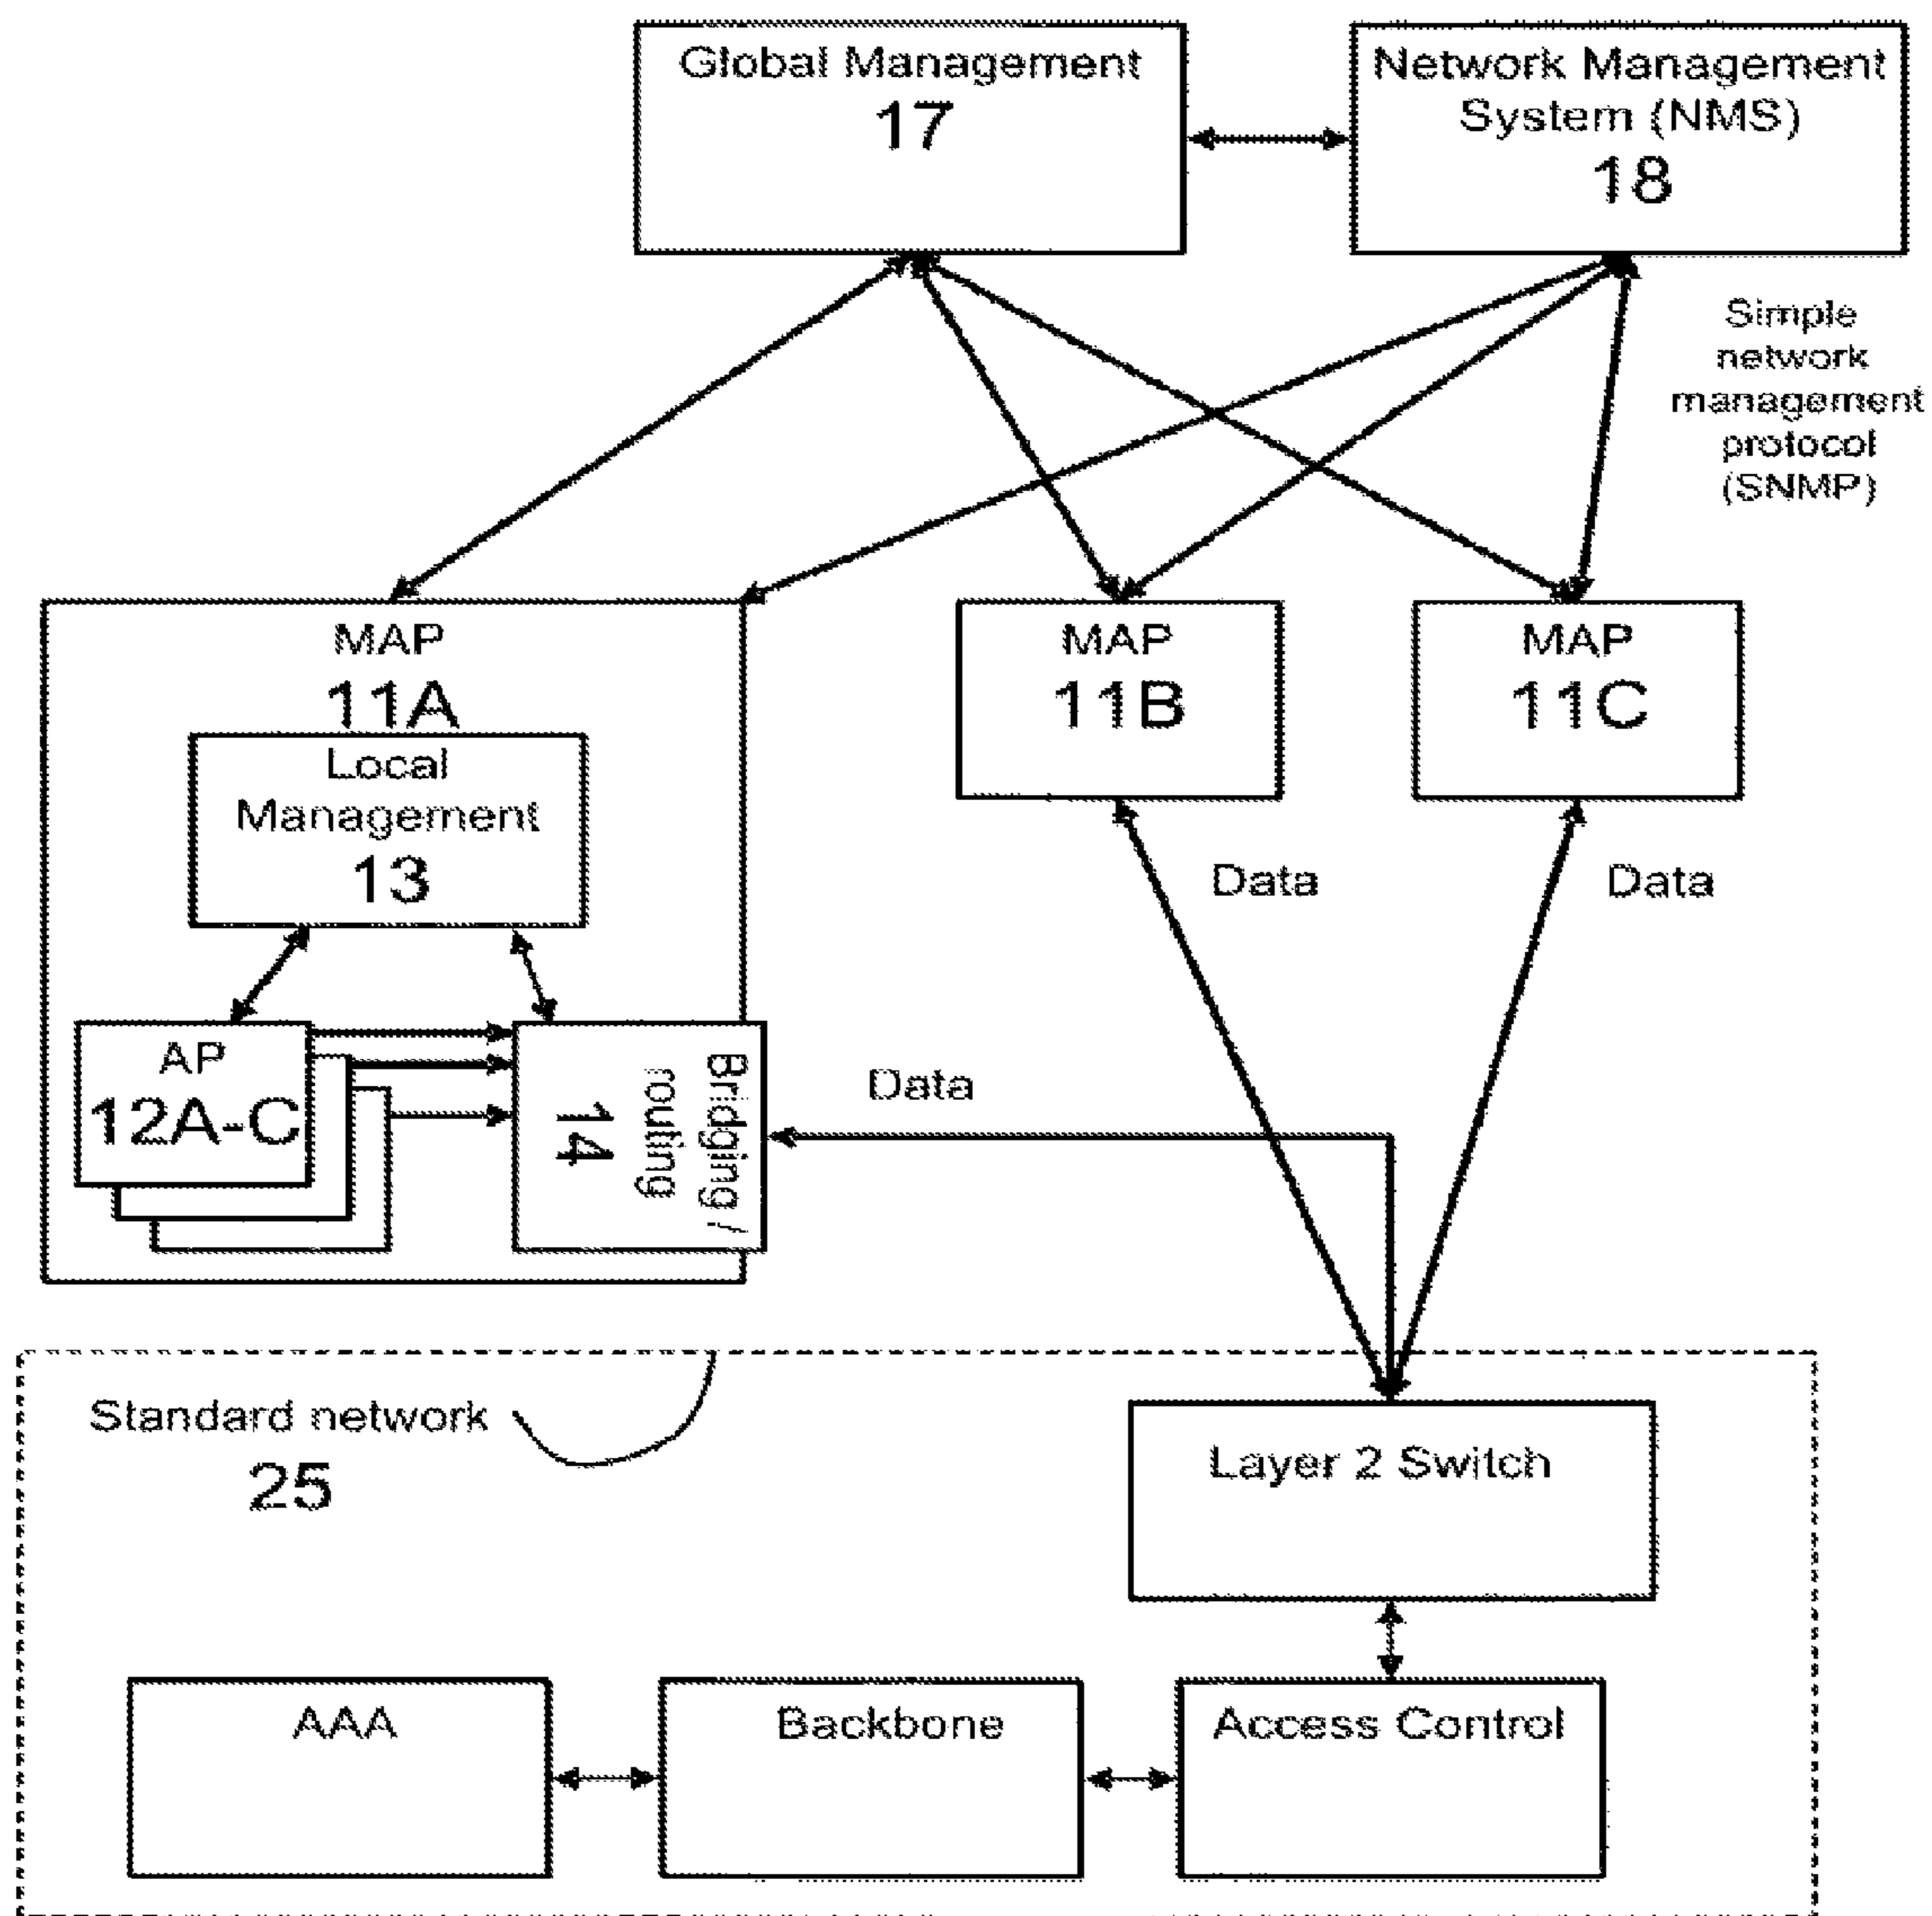 Global Management
17
Network Management
System (NMS)
18
Simple
network
management
protocol
(SNMP)
MAP
11A
MAP
11B
MAP
11C
Local
Management
13
Data
Data
AP
12A-C
Bridging /
routing
14
Data
Standard network
25
Layer 2 Switch
AAA
Backbone
Access Control